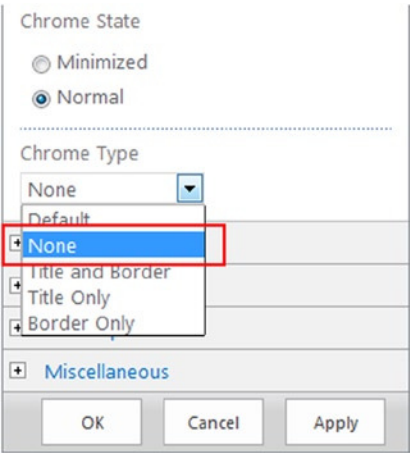 Chrome State
Minimized
Normal
Chrome Type
None
Default
None
Title and Border
Title Only
Border Only
Miscellaneous
OK Cancel Apply